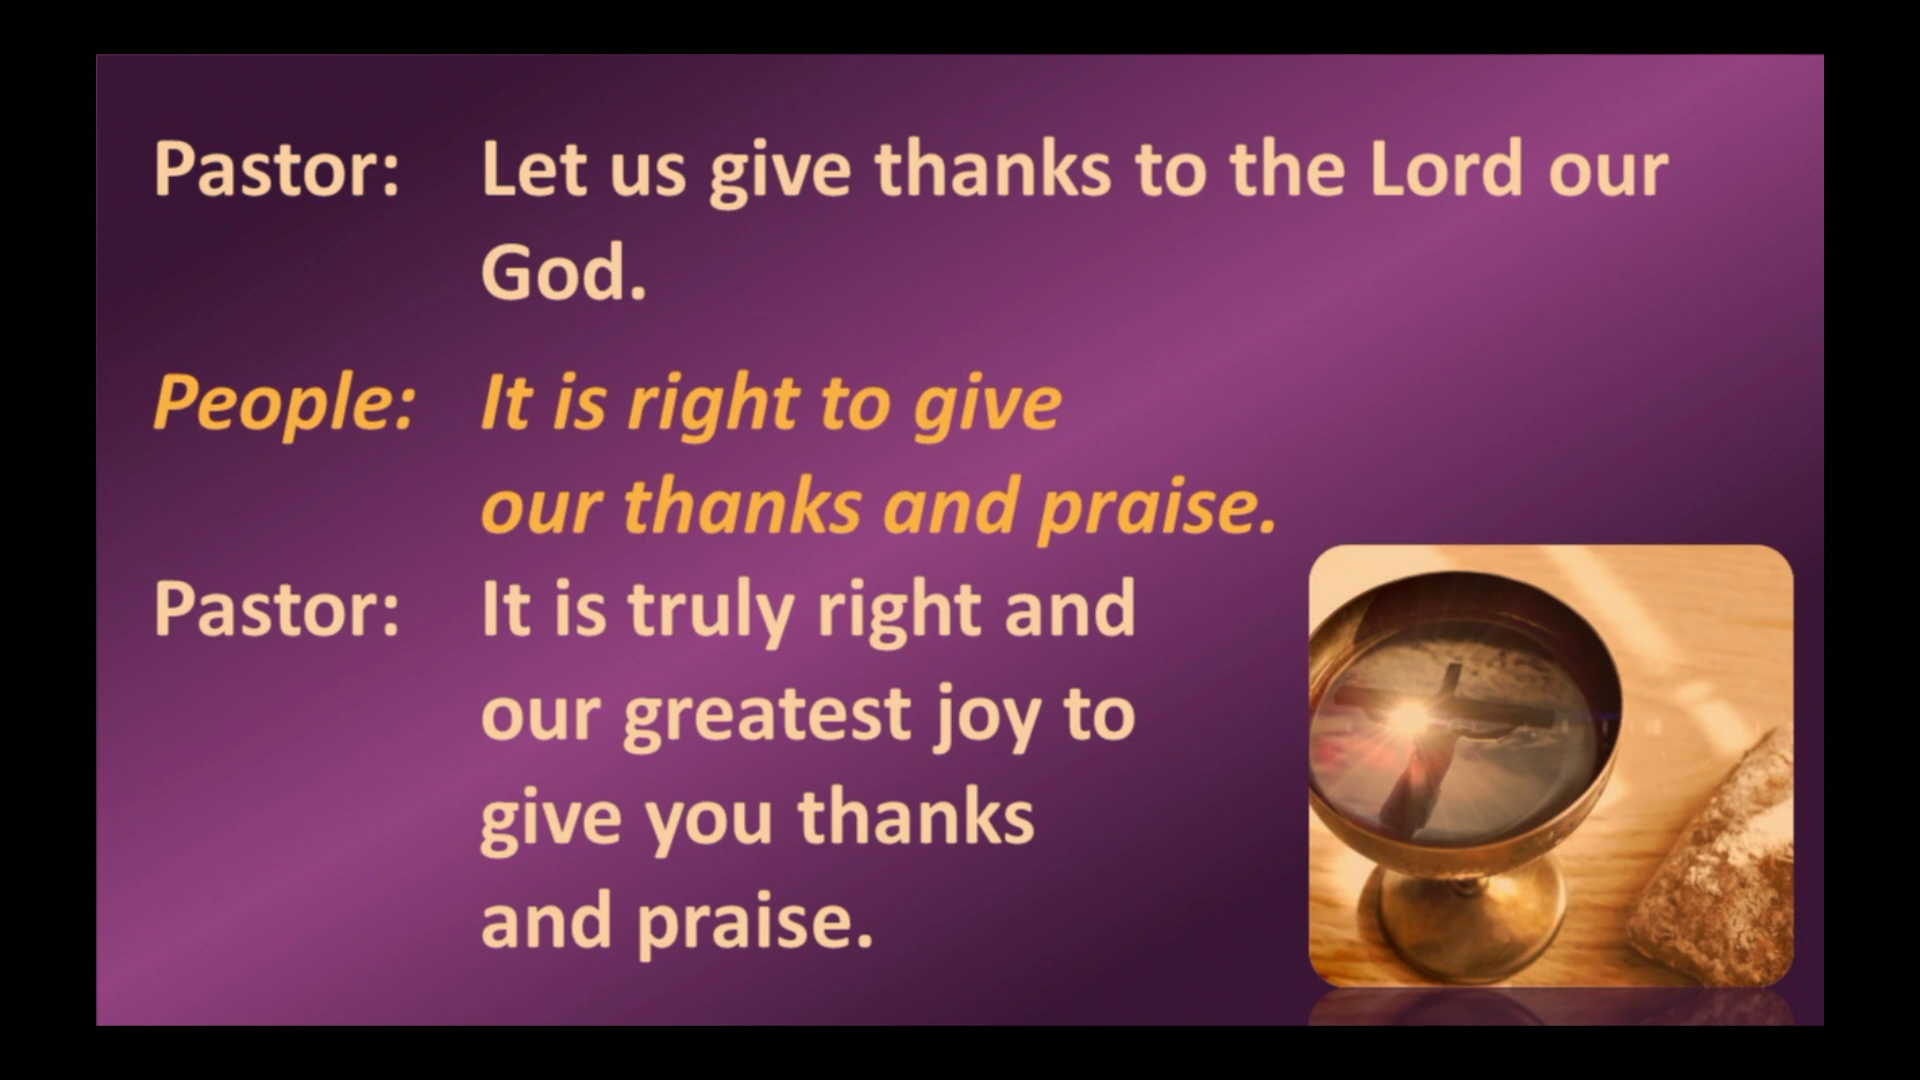 Pastor: Let us give thanks to the Lord our
God.
People: It is right to give
our thanks and praise.
Pastor: It is truly right and
our greatest joy to
give you thanks
and praise.